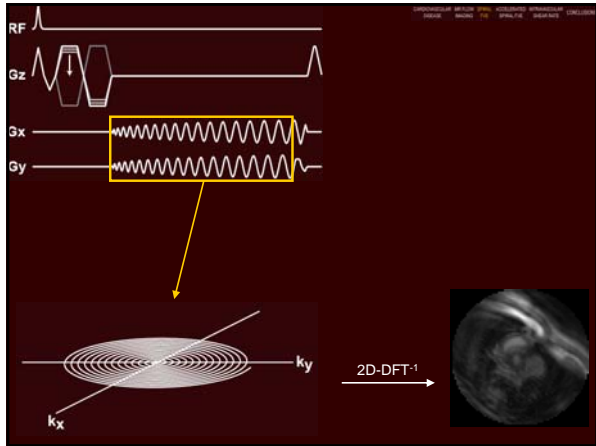 CARDIOVASCULAR DISEASE
MR FLOW IMAGING
SPIRAL FVE
ACCELERATED SPIRAL FVE
INTRAVASCULAR SHEAR RATE
CONCLUSION
RF
Gz
Gx
Gy
ky
kx
2D-DFT-1